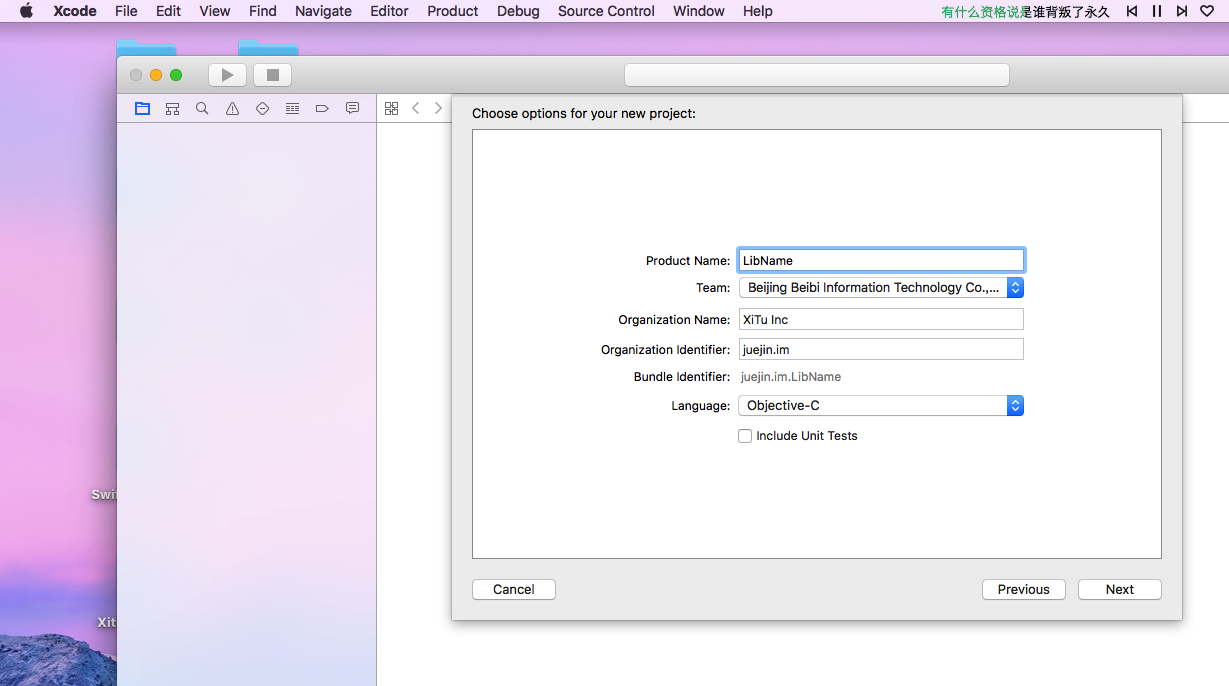 Xcode File Edit View Find Navigate Editor Product Debug Source Control Window Help 有什么资格说是谁背叛了永久
Choose options for your new project:
Product Name: LibName
Team: Beijing Beibi Information Technology Co.,...
Organization Name: XiTu Inc
Organization Identifier: juejin.im
Bundle Identifier: juejin.im.LibName
Language: Objective-C
Include Unit Tests
Swif
Cancel Previous Next
Xit